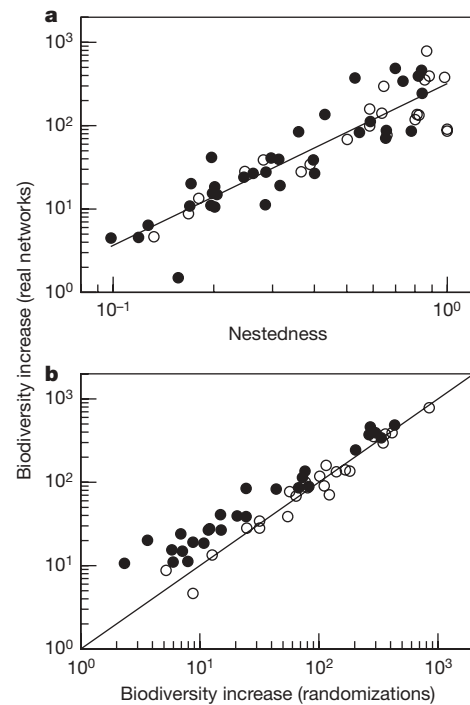 a
10³
10²
10¹
10⁰
10⁻¹
10⁰
Nestedness
Biodiversity increase (real networks)
b
10³
10²
10¹
10⁰
10⁰
10¹
10²
10³
Biodiversity increase (randomizations)